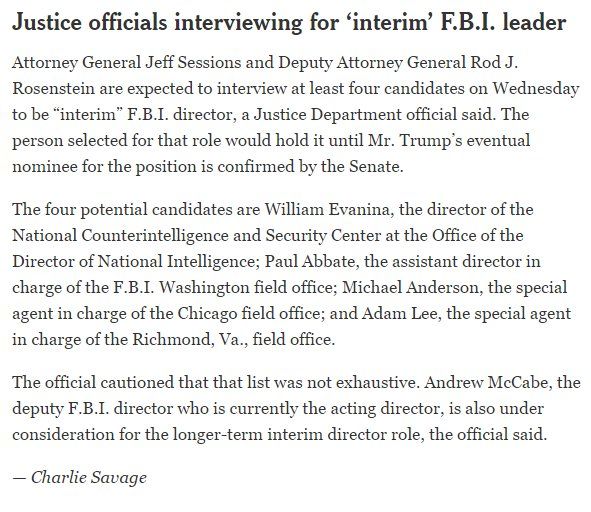 Justice officials interviewing for ‘interim’ F.B.I. leader
Attorney General Jeff Sessions and Deputy Attorney General Rod J.
Rosenstein are expected to interview at least four candidates on Wednesday
to be “interim” F.B.I. director, a Justice Department official said. The
person selected for that role would hold it until Mr. Trump’s eventual
nominee for the position is confirmed by the Senate.
The four potential candidates are William Evanina, the director of the
National Counterintelligence and Security Center at the Office of the
Director of National Intelligence; Paul Abbate, the assistant director in
charge of the F.B.I. Washington field office; Michael Anderson, the special
agent in charge of the Chicago field office; and Adam Lee, the special agent
in charge of the Richmond, Va., field office.
The official cautioned that that list was not exhaustive. Andrew McCabe, the
deputy F.B.I. director who is currently the acting director, is also under
consideration for the longer-term interim director role, the official said.
— Charlie Savage